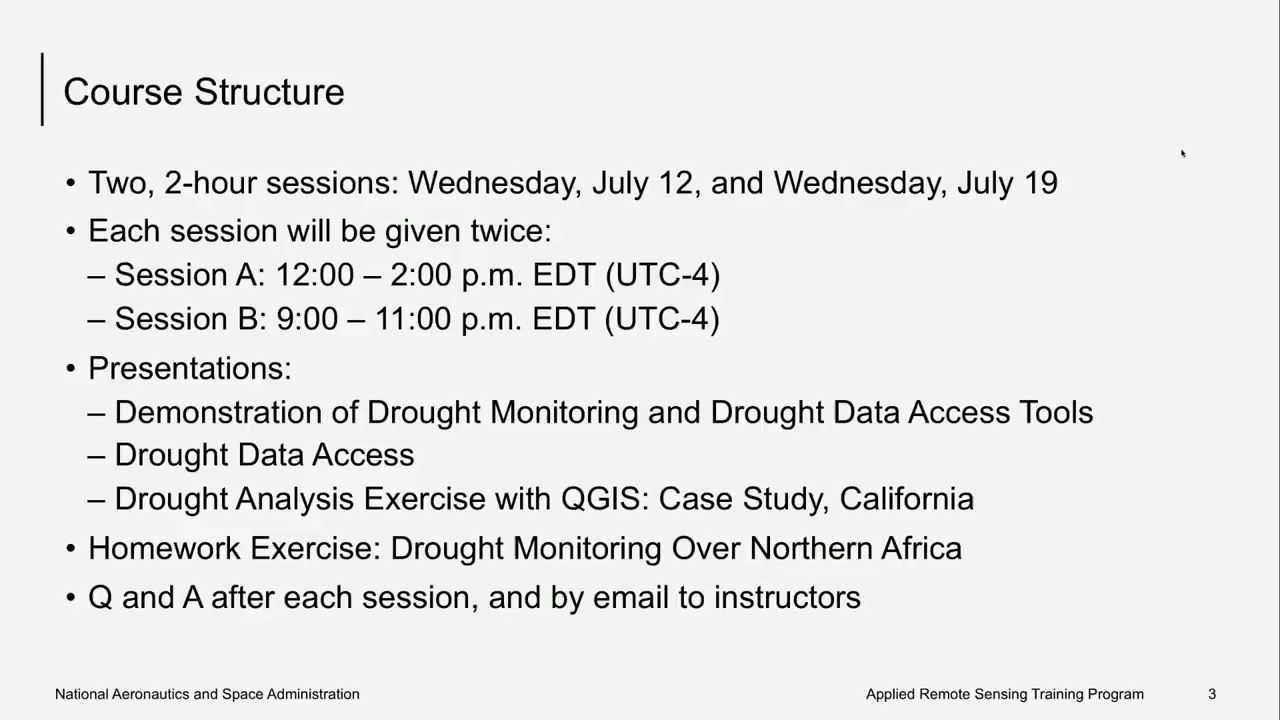 Course Structure
• Two, 2-hour sessions: Wednesday, July 12, and Wednesday, July 19
• Each session will be given twice:
– Session A: 12:00 – 2:00 p.m. EDT (UTC-4)
– Session B: 9:00 – 11:00 p.m. EDT (UTC-4)
• Presentations:
– Demonstration of Drought Monitoring and Drought Data Access Tools
– Drought Data Access
– Drought Analysis Exercise with QGIS: Case Study, California
• Homework Exercise: Drought Monitoring Over Northern Africa
• Q and A after each session, and by email to instructors
National Aeronautics and Space Administration
Applied Remote Sensing Training Program
3